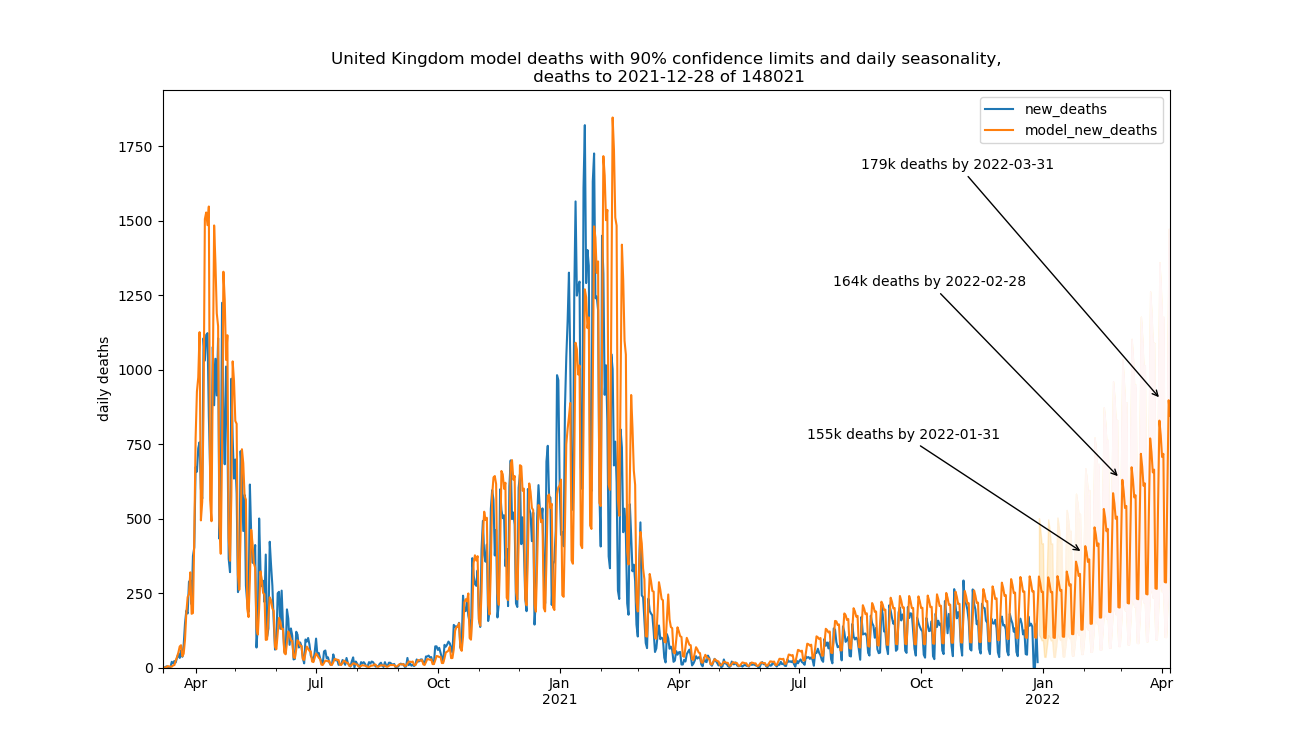 United Kingdom model deaths with 90% confidence limits and daily seasonality,
deaths to 2021-12-28 of 148021
new_deaths
model_new_deaths
179k deaths by 2022-03-31
164k deaths by 2022-02-28
155k deaths by 2022-01-31
daily deaths
1750
1500
1250
1000
750
500
250
0
Apr
Jul
Oct
Jan
2021
Apr
Jul
Oct
Jan
2022
Apr